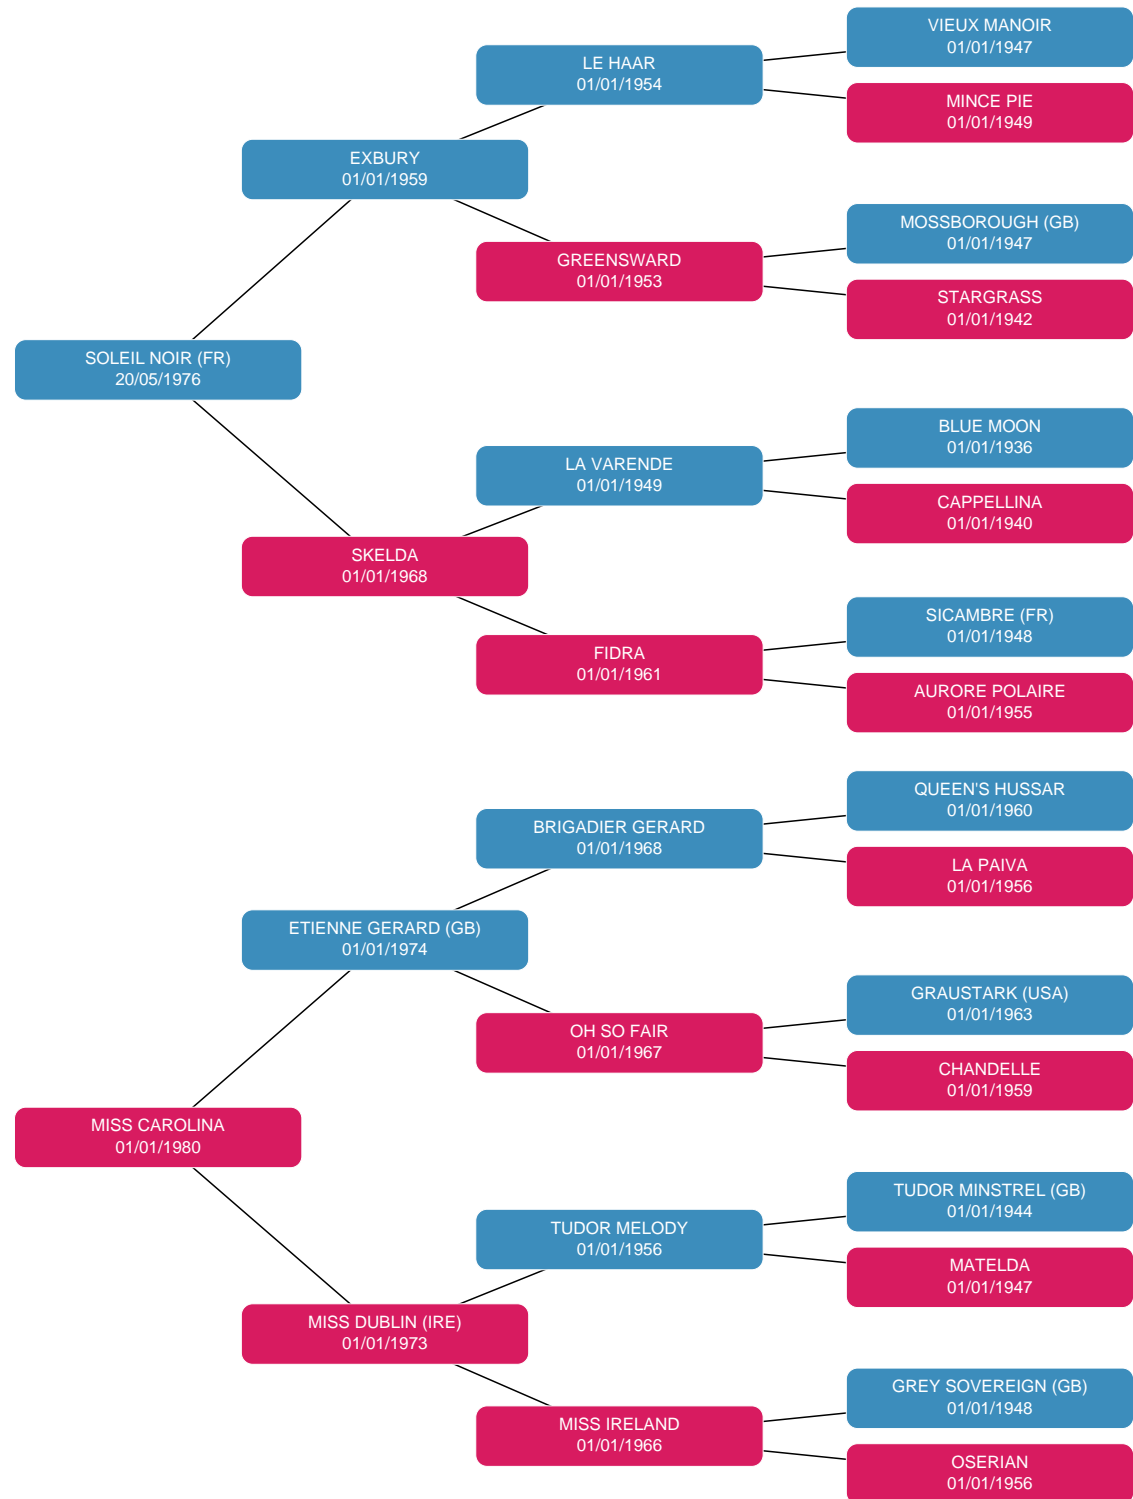 VIEUX MANOIR
01/01/1947
LE HAAR
01/01/1954
MINCE PIE
01/01/1949
EXBURY
01/01/1959
MOSSBOROUGH (GB)
01/01/1947
GREENSWARD
01/01/1953
STARGRASS
01/01/1942
SOLEIL NOIR (FR)
20/05/1976
BLUE MOON
01/01/1936
LA VARENDE
01/01/1949
CAPPELLINA
01/01/1940
SKELDA
01/01/1968
SICAMBRE (FR)
01/01/1948
FIDRA
01/01/1961
AURORE POLAIRE
01/01/1955
QUEEN'S HUSSAR
01/01/1960
BRIGADIER GERARD
01/01/1968
LA PAIVA
01/01/1956
ETIENNE GERARD (GB)
01/01/1974
GRAUSTARK (USA)
01/01/1963
OH SO FAIR
01/01/1967
CHANDELLE
01/01/1959
MISS CAROLINA
01/01/1980
TUDOR MINSTREL (GB)
01/01/1944
TUDOR MELODY
01/01/1956
MATELDA
01/01/1947
MISS DUBLIN (IRE)
01/01/1973
GREY SOVEREIGN (GB)
01/01/1948
MISS IRELAND
01/01/1966
OSERIAN
01/01/1956